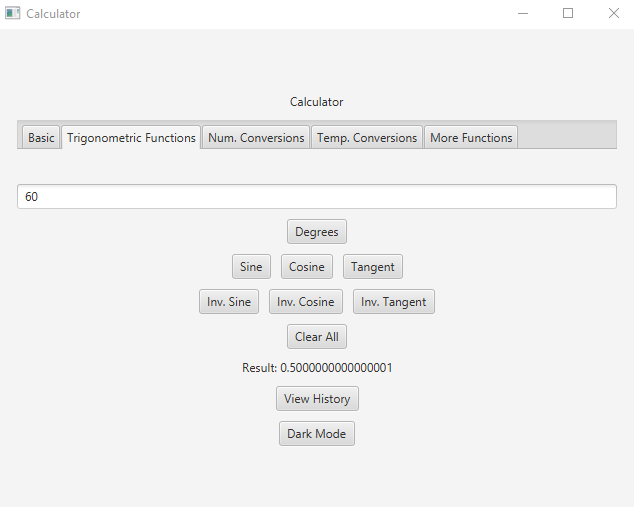 Calculator
Calculator
Basic Trigonometric Functions Num. Conversions Temp. Conversions More Functions
60
Degrees
Sine Cosine Tangent
Inv. Sine Inv. Cosine Inv. Tangent
Clear All
Result: 0.5000000000000001
View History
Dark Mode